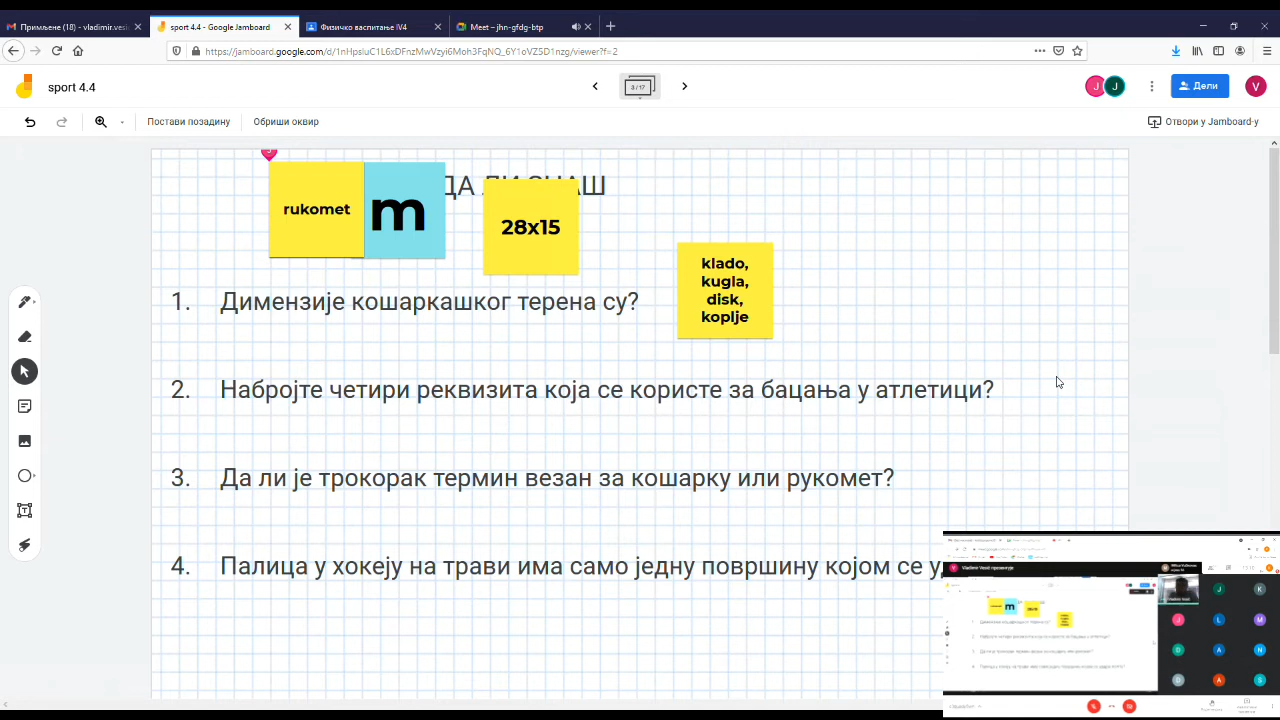 Примљене (18) - vladimir.vesic
sport 4.4 - Google Jamboard
Физичко васпитање IV4
Meet – jhn-gfdg-btp
https://jamboard.google.com/d/1nHpsluC1L6xDFnzMwVzyi6Moh3FqNQ_6Y1oVZ5D1nzg/viewer?f=2
sport 4.4
3 / 17
J
J
Дели
V
Постави позадину
Обриши оквир
Отвори у Jamboard-у
ДА ЛИ ЗНАШ
rukomet
m
28x15
klado,
kugla,
disk,
koplje
1. Димензије кошаркашког терена су?
2. Набројте четири реквизита која се користе за бацања у атлетици?
3. Да ли је трокорак термин везан за кошарку или рукомет?
4. Палица у хокеју на трави има само једну површину којом се у